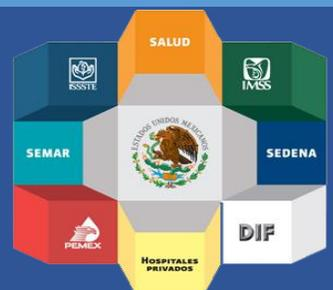 SALUD
ISSSTE
IMSS
SEMAR
ESTADOS UNIDOS MEXICANOS
SEDENA
PEMEX
HOSPITALES
PRIVADOS
DIF